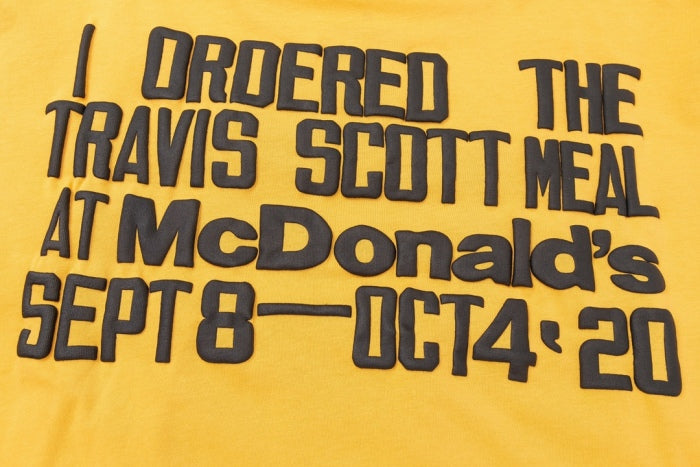 I ORDERED THE
TRAVIS SCOTT MEAL
AT McDonald's
SEPT 8—OCT 4 '20